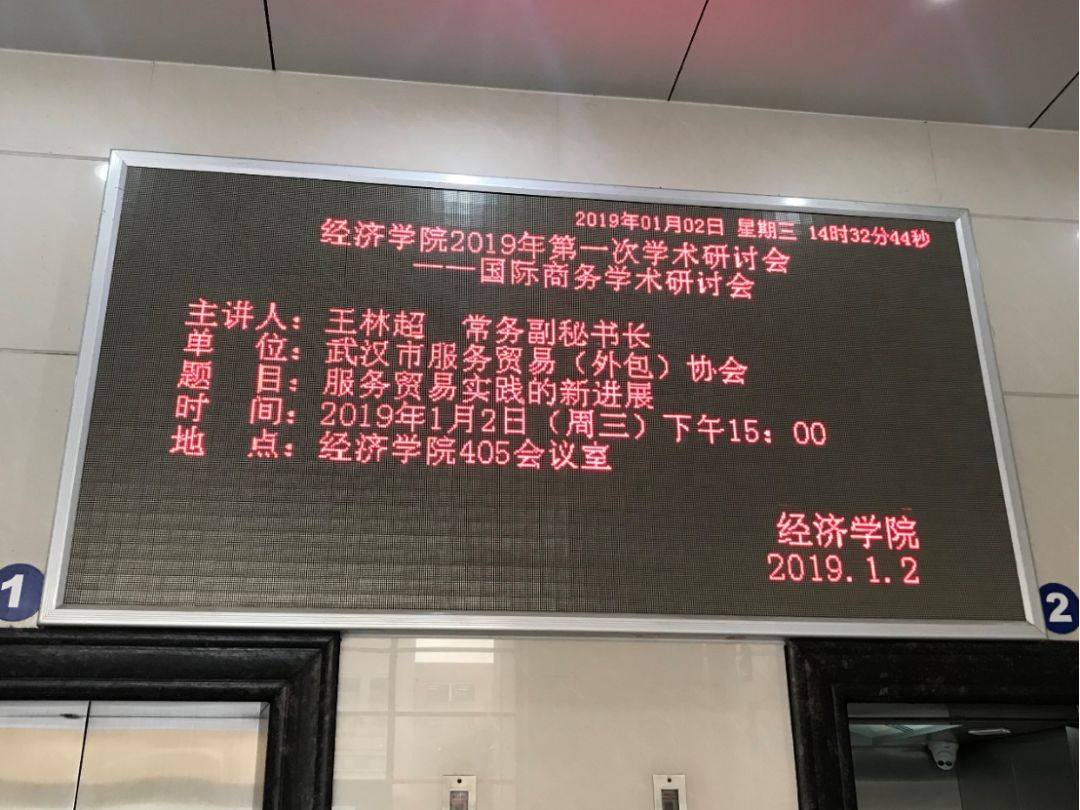 2019年01月02日 星期三 14时32分44秒
经济学院2019年第一次学术研讨会
——国际商务学术研讨会
主讲人：王林超 常务副秘书长
单 位：武汉市服务贸易（外包）协会
题 目：服务贸易实践的新进展
时 间：2019年1月2日（周三）下午15：00
地 点：经济学院405会议室
经济学院
2019.1.2
1
2